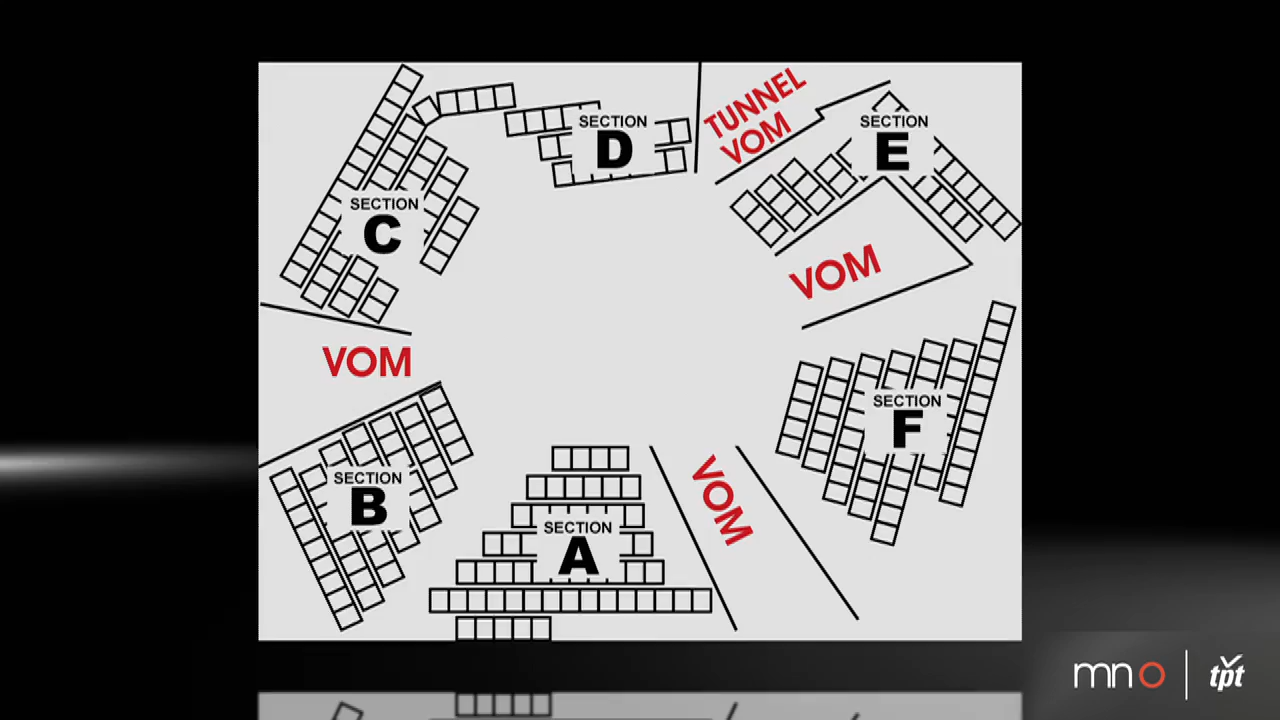 TUNNEL
VOM
SECTION
D
SECTION
E
SECTION
C
VOM
VOM
SECTION
F
SECTION
B
VOM
SECTION
A
mno
tpt